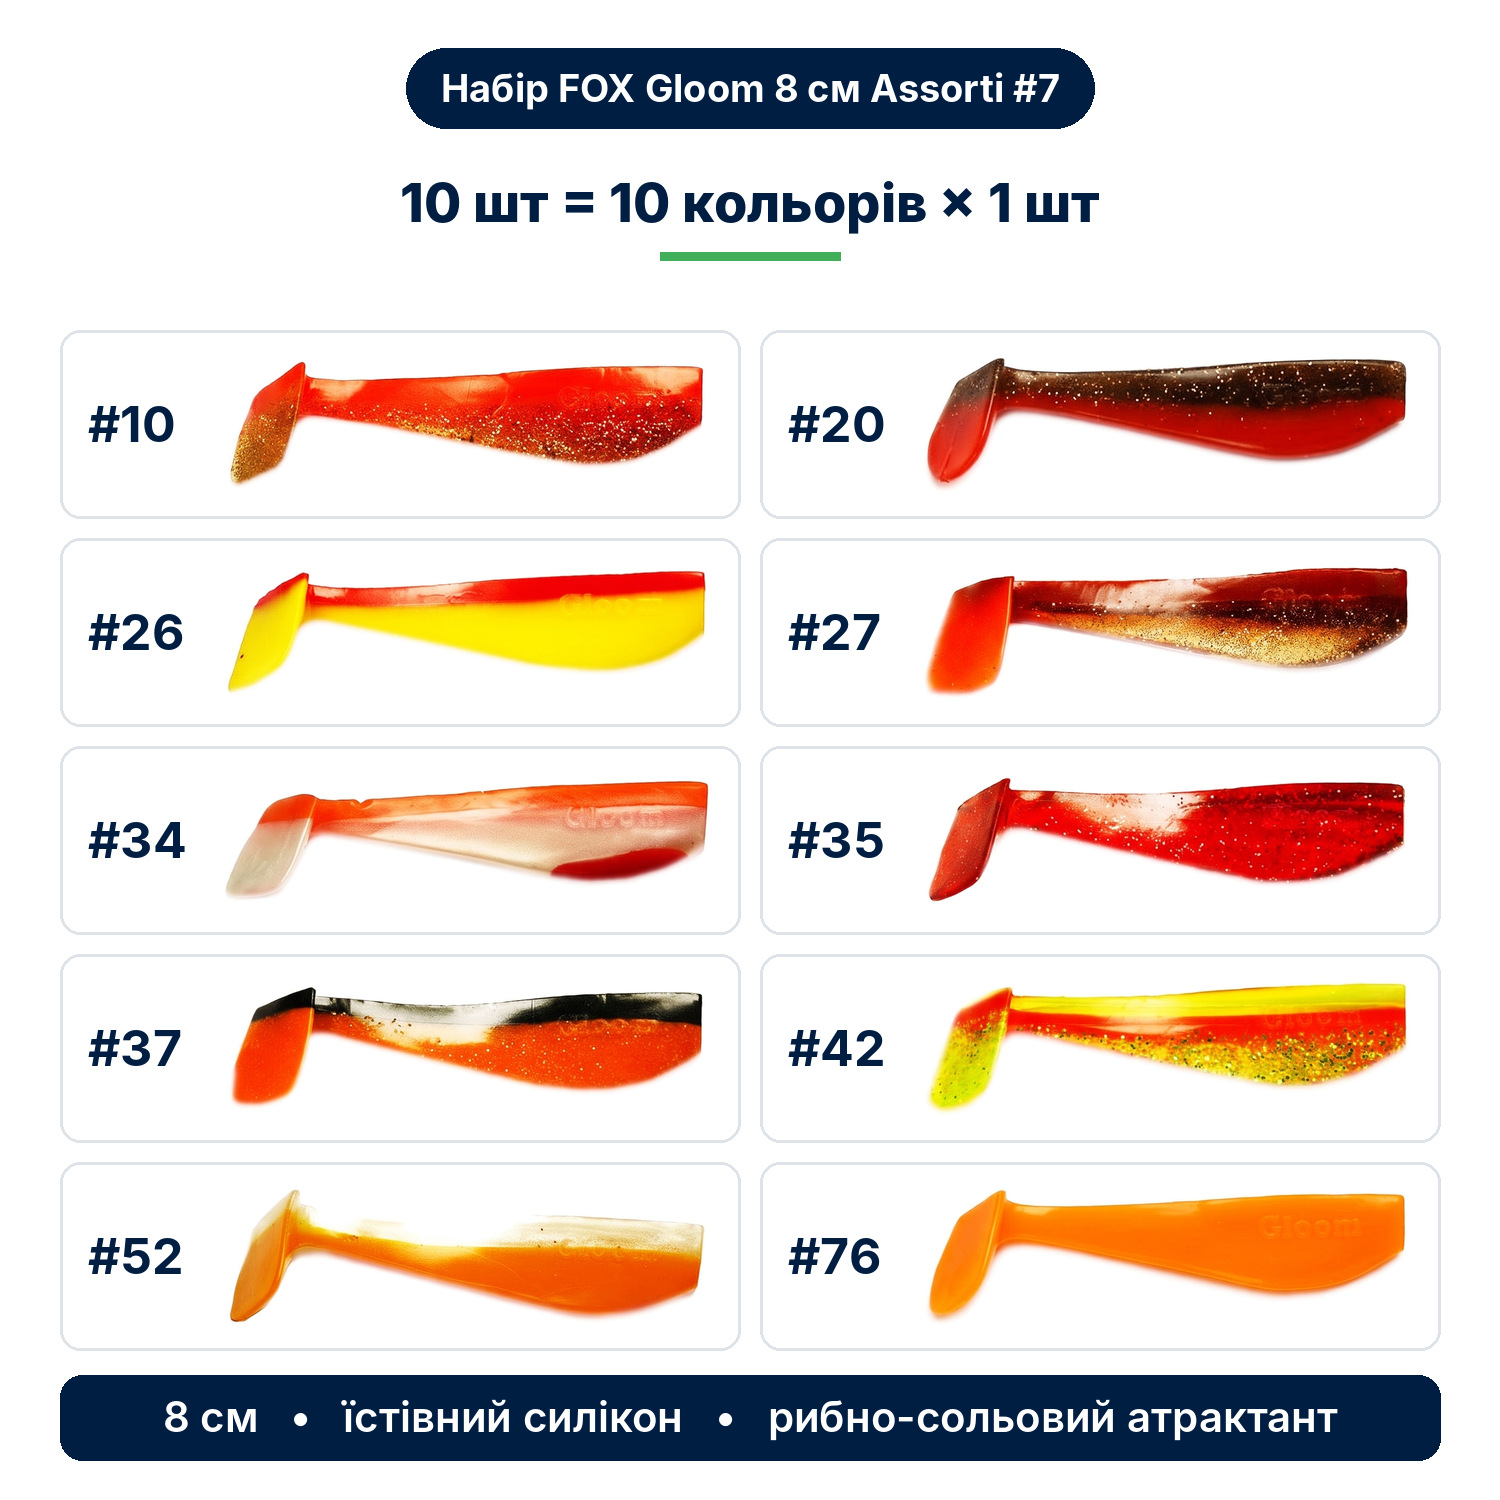 Набір FOX Gloom 8 см Assorti #7
10 шт = 10 кольорів × 1 шт
#10
#20
#26
#27
#34
#35
#37
#42
#52
#76
Gloom
8 см • їстівний силікон • рибно-сольовий атрактант